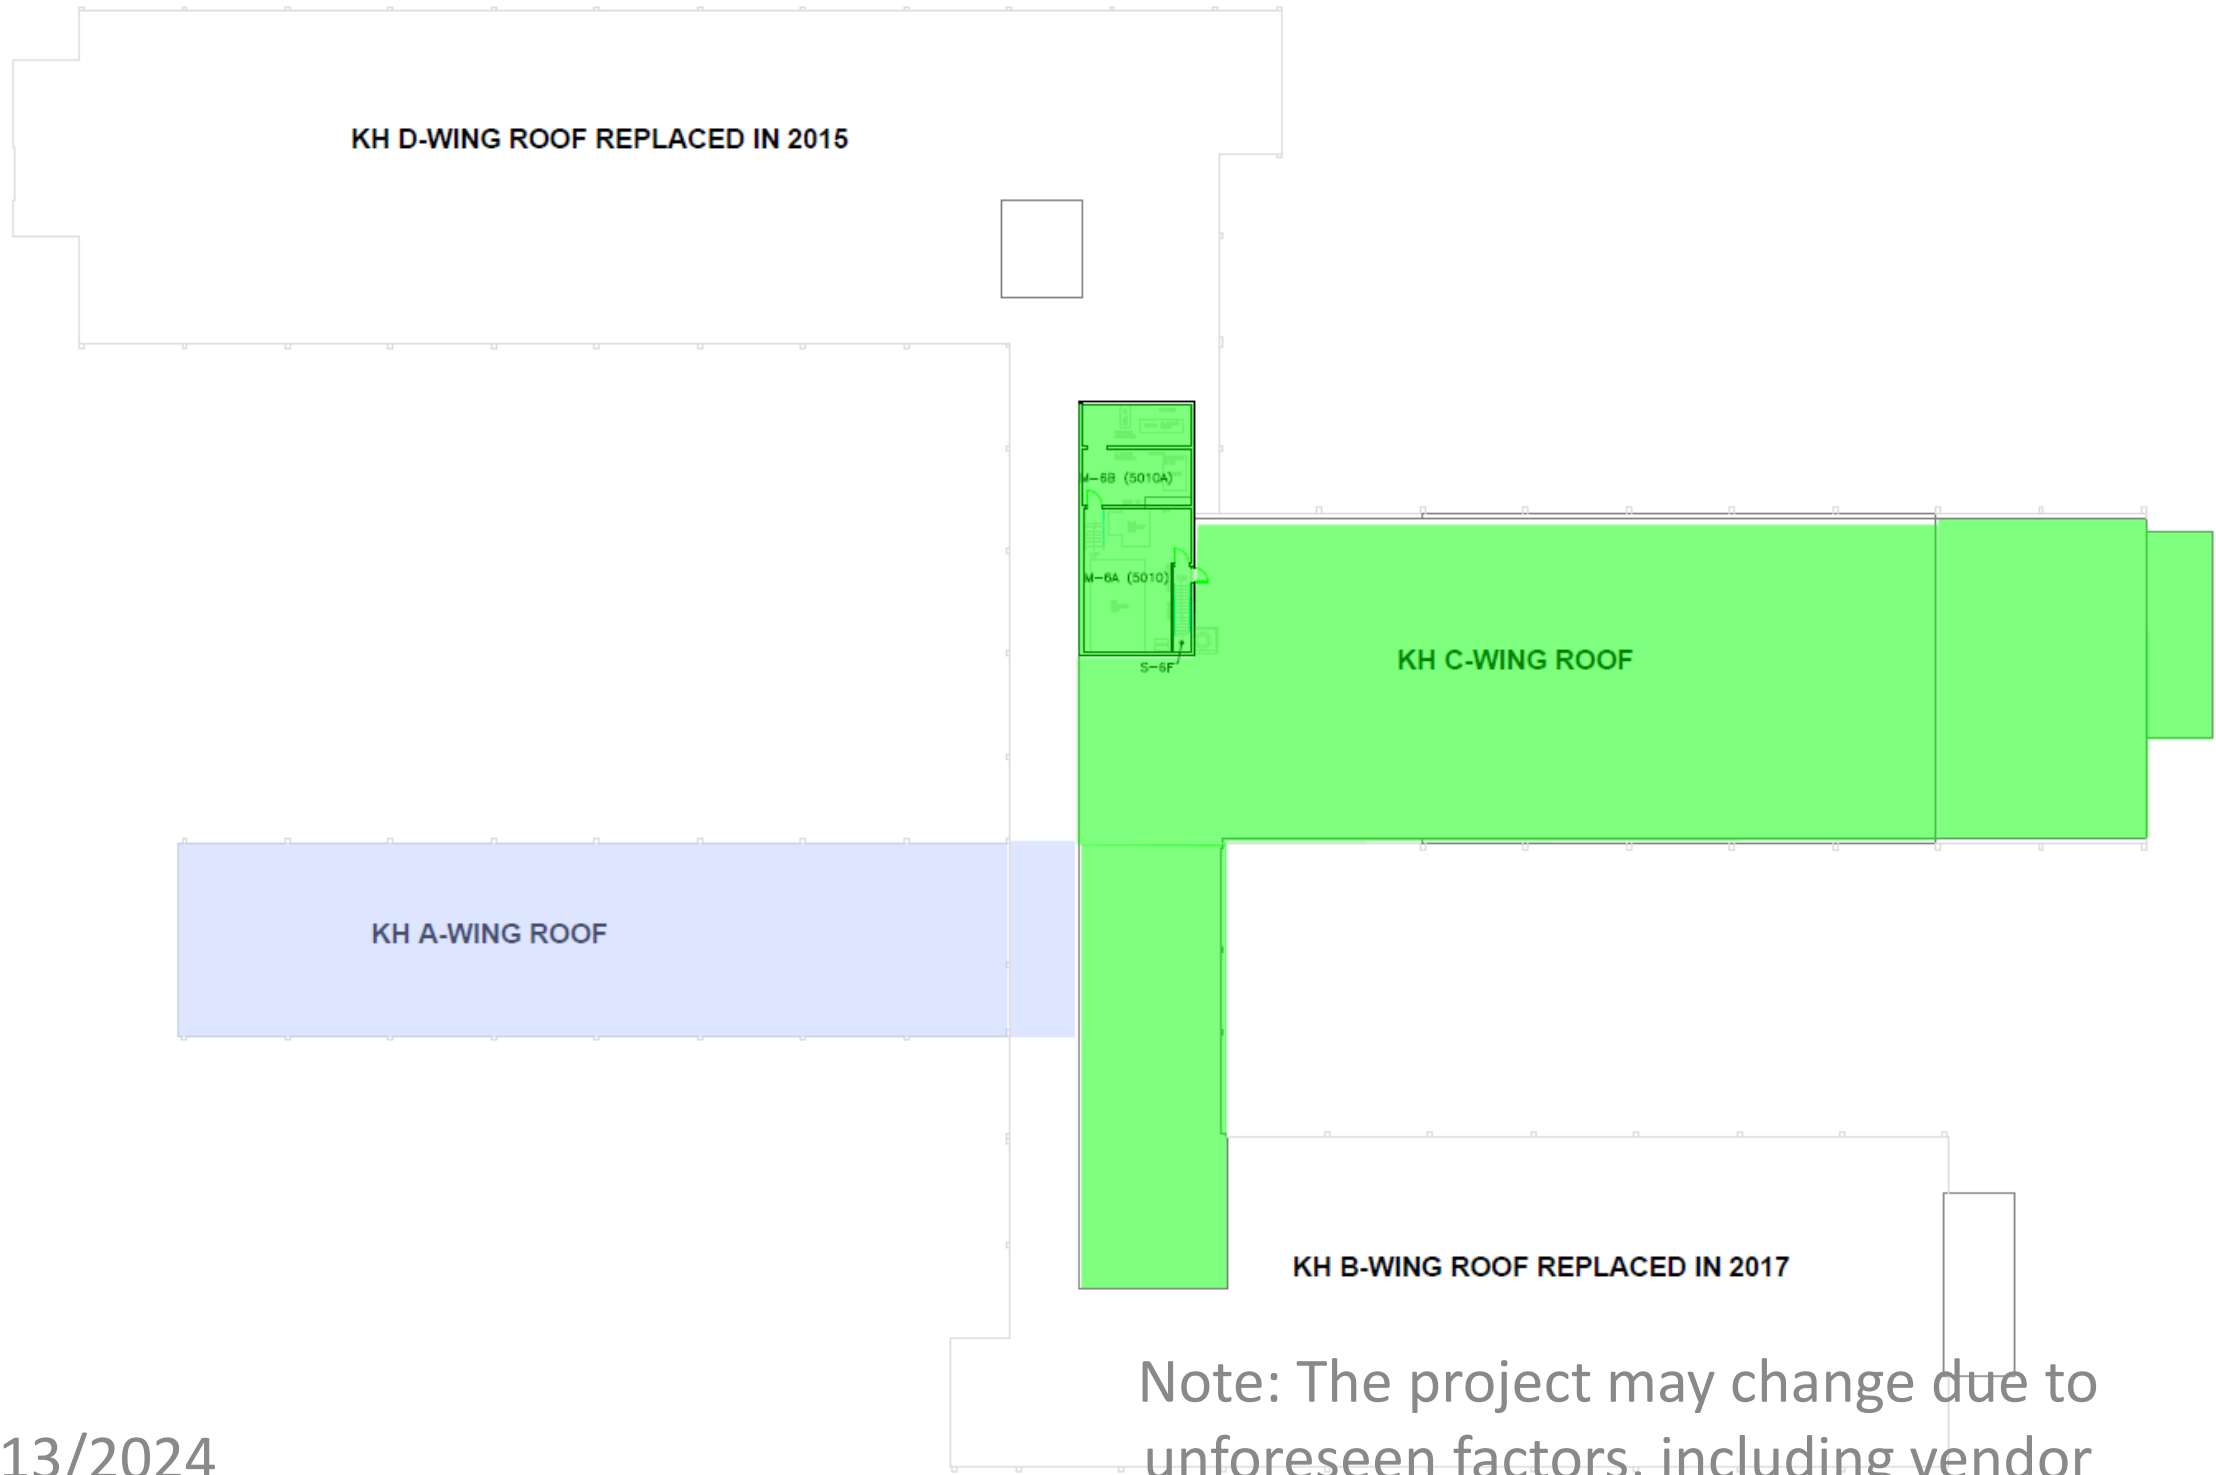 KH D-WING ROOF REPLACED IN 2015
M-6B (5010A)
M-6A (5010)
S-6F
KH C-WING ROOF
KH A-WING ROOF
KH B-WING ROOF REPLACED IN 2017
Note: The project may change due to
unforeseen factors, including vendor
13/2024